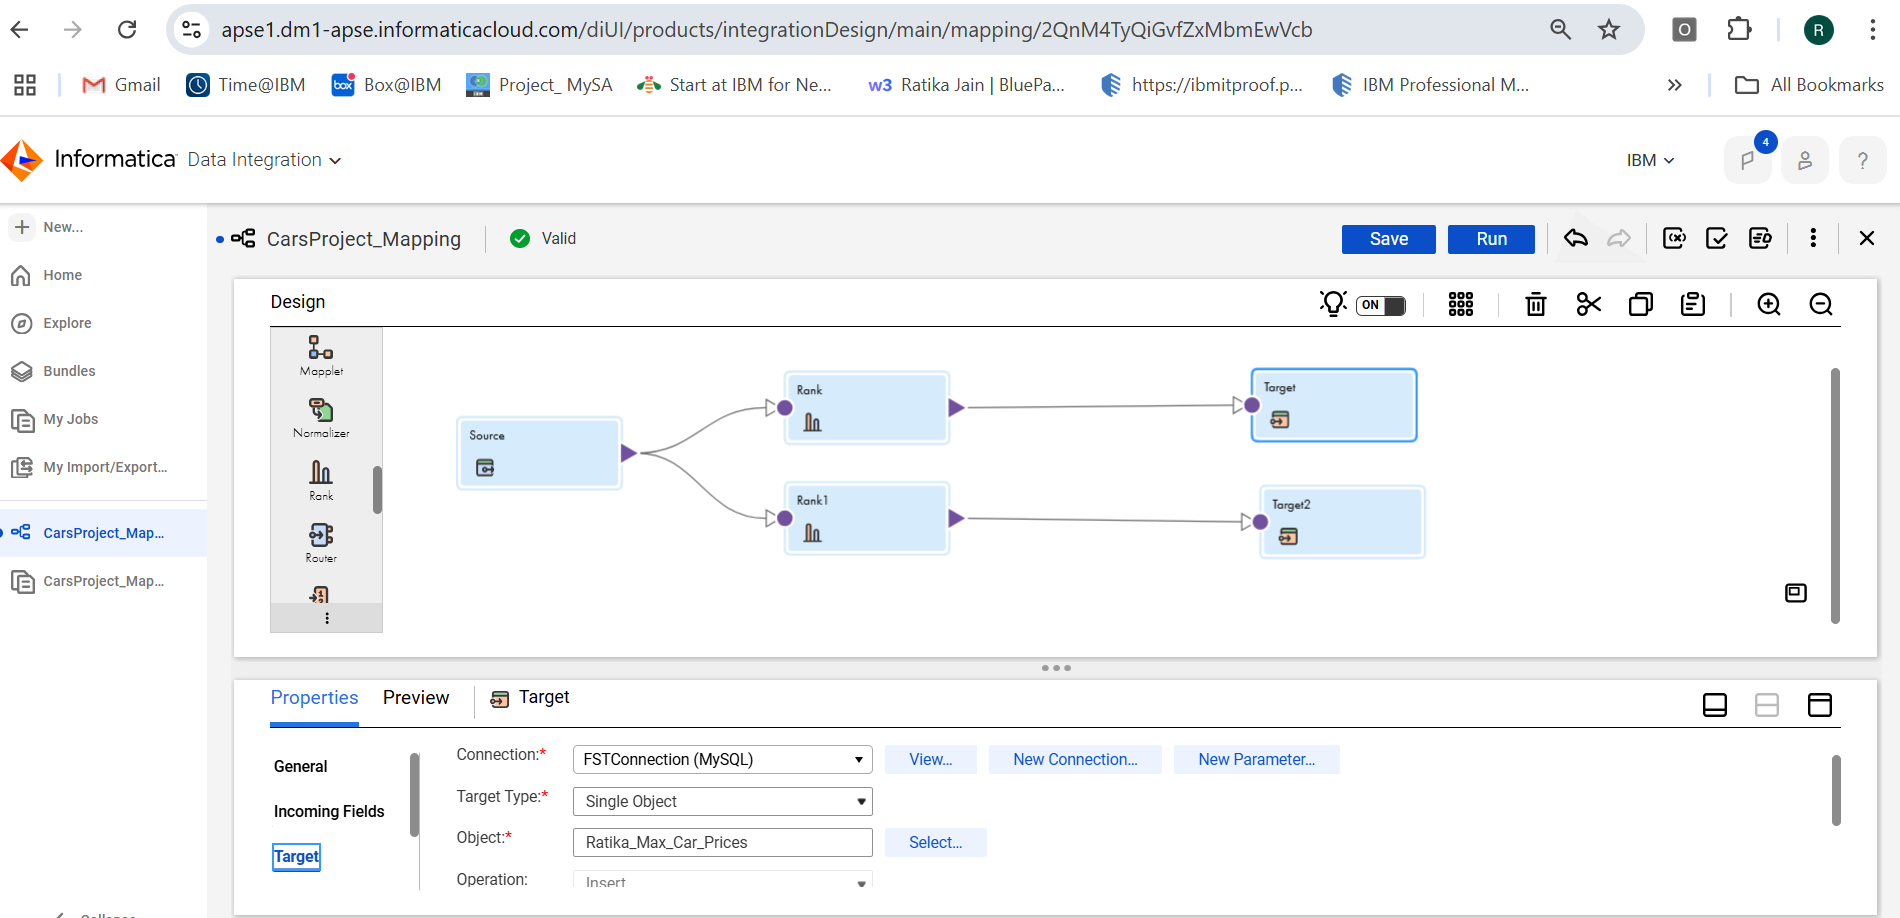 apse1.dm1-apse.informaticacloud.com/diUI/products/integrationDesign/main/mapping/2QnM4TyQiGvfZxMbmEwVcb
O
R
Gmail
Time@IBM
box
Box@IBM
Project_ MySA
Start at IBM for Ne...
w3
Ratika Jain | BluePa...
https://ibmitproof.p...
IBM Professional M...
All Bookmarks
Informatica Data Integration
IBM
4
?
New...
Home
Explore
Bundles
My Jobs
My Import/Export...
CarsProject_Map...
CarsProject_Map...
Collapse
CarsProject_Mapping
Valid
Save
Run
Design
ON
Mapplet
Normalizer
Rank
Router
Source
Rank
Rank1
Target
Target2
Properties
Preview
Target
General
Incoming Fields
Target
Connection:*
FSTConnection (MySQL)
View...
New Connection...
New Parameter...
Target Type:*
Single Object
Object:*
Ratika_Max_Car_Prices
Select...
Operation:
Insert